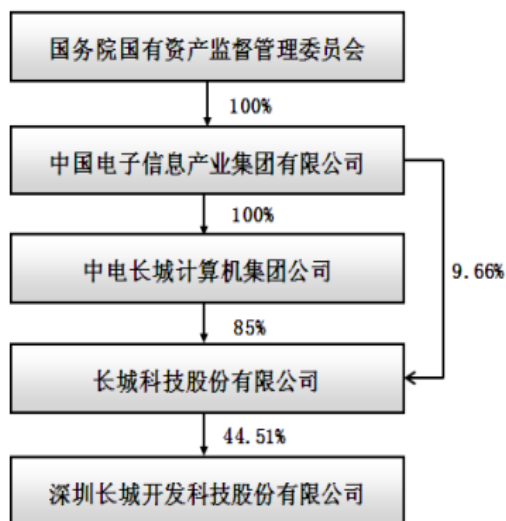 国务院国有资产监督管理委员会
100%
中国电子信息产业集团有限公司
100%
中电长城计算机集团公司
9.66%
85%
长城科技股份有限公司
44.51%
深圳长城开发科技股份有限公司